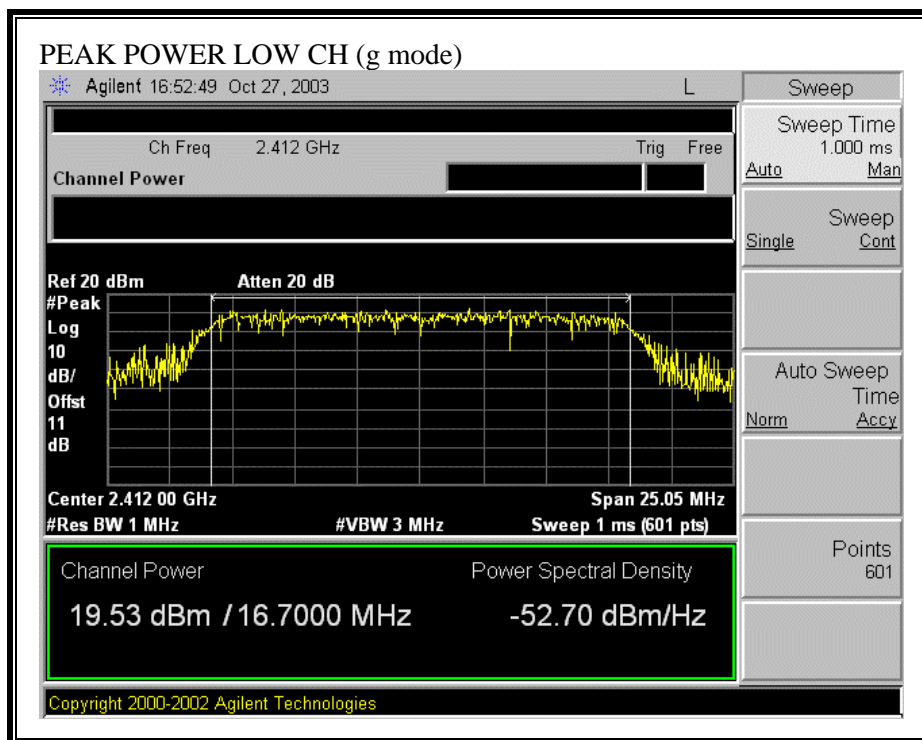 PEAK POWER LOW CH (g mode)
Agilent 16:52:49 Oct 27, 2003 L
Sweep
Ch Freq 2.412 GHz Trig Free
Channel Power
Sweep Time
1.000 ms
Auto Man
Sweep
Single Cont
Ref 20 dBm Atten 20 dB
#Peak
Log
10
dB/
Offst
11
dB
Auto Sweep
Time
Norm Accy
Center 2.412 00 GHz Span 25.05 MHz
#Res BW 1 MHz #VBW 3 MHz Sweep 1 ms (601 pts)
Points
601
Channel Power Power Spectral Density
19.53 dBm / 16.7000 MHz -52.70 dBm/Hz
Copyright 2000-2002 Agilent Technologies